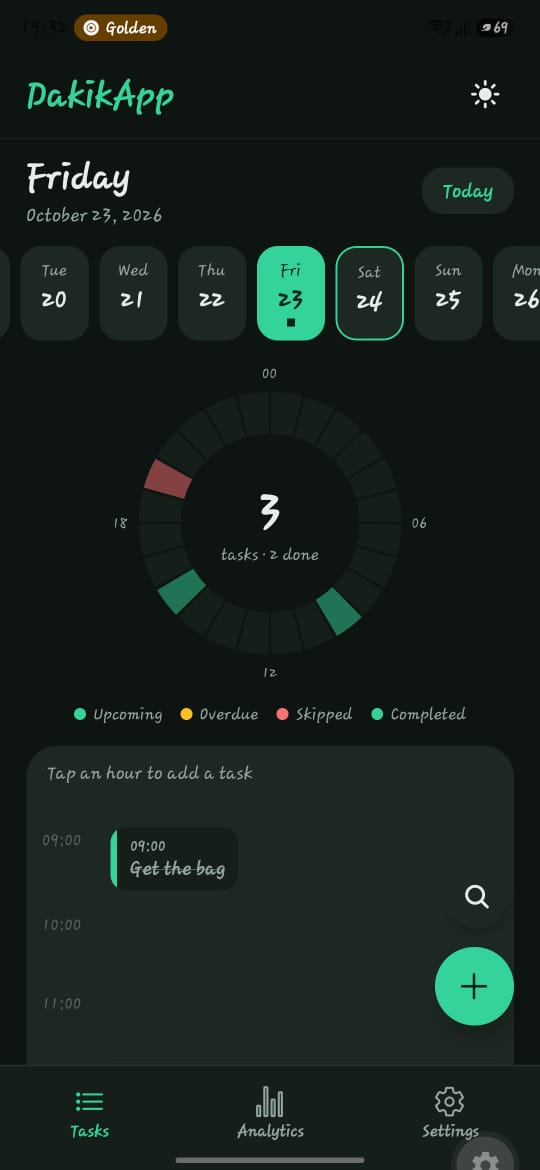 19:32 Golden 69
DakikApp
Friday
October 23, 2026
Today
Tue Wed Thu Fri Sat Sun Mon
20 21 22 23 24 25 26
00
18 06
3
tasks · 2 done
12
Upcoming Overdue Skipped Completed
Tap an hour to add a task
09:00
09:00
Get the bag
10:00
11:00
Tasks Analytics Settings